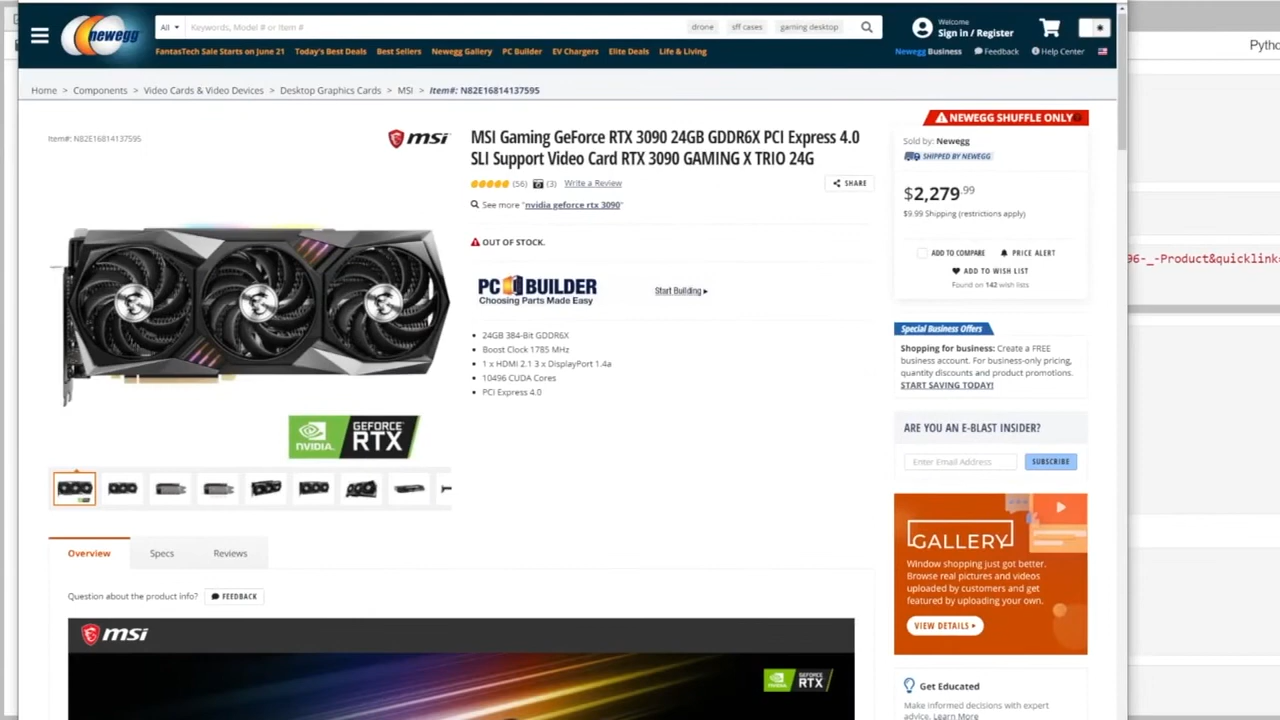 newegg
All
Keywords, Model # or Item #
drone
sff cases
gaming desktop
Welcome
Sign in / Register
FantasTech Sale Starts on June 21
Today's Best Deals
Best Sellers
Newegg Gallery
PC Builder
EV Chargers
Elite Deals
Life & Living
Newegg Business
Feedback
Help Center
Home > Components > Video Cards & Video Devices > Desktop Graphics Cards > MSI > Item#: N82E16814137595
Item#: N82E16814137595
msi
MSI Gaming GeForce RTX 3090 24GB GDDR6X PCI Express 4.0
SLI Support Video Card RTX 3090 GAMING X TRIO 24G
(56) (3) Write a Review
SHARE
See more "nvidia geforce rtx 3090"
OUT OF STOCK.
PC BUILDER
Choosing Parts Made Easy
Start Building
24GB 384-Bit GDDR6X
Boost Clock 1785 MHz
1 x HDMI 2.1 3 x DisplayPort 1.4a
10496 CUDA Cores
PCI Express 4.0
NVIDIA.
GEFORCE
RTX
NEWEGG SHUFFLE ONLY
Sold by: Newegg
SHIPPED BY NEWEGG
$2,279.99
$9.99 Shipping (restrictions apply)
ADD TO COMPARE
PRICE ALERT
ADD TO WISH LIST
Found on 142 wish lists
Special Business Offers
Shopping for business: Create a FREE
business account. For business-only pricing,
quantity discounts and product promotions.
START SAVING TODAY!
ARE YOU AN E-BLAST INSIDER?
Enter Email Address
SUBSCRIBE
GALLERY
Window shopping just got better.
Browse real pictures and videos
uploaded by customers and get
featured by uploading your own.
VIEW DETAILS
Get Educated
Make informed decisions with expert
advice. Learn More
Overview
Specs
Reviews
Question about the product info?
FEEDBACK
msi
GEFORCE
RTX
Pytho
96-_-Product&quicklink=